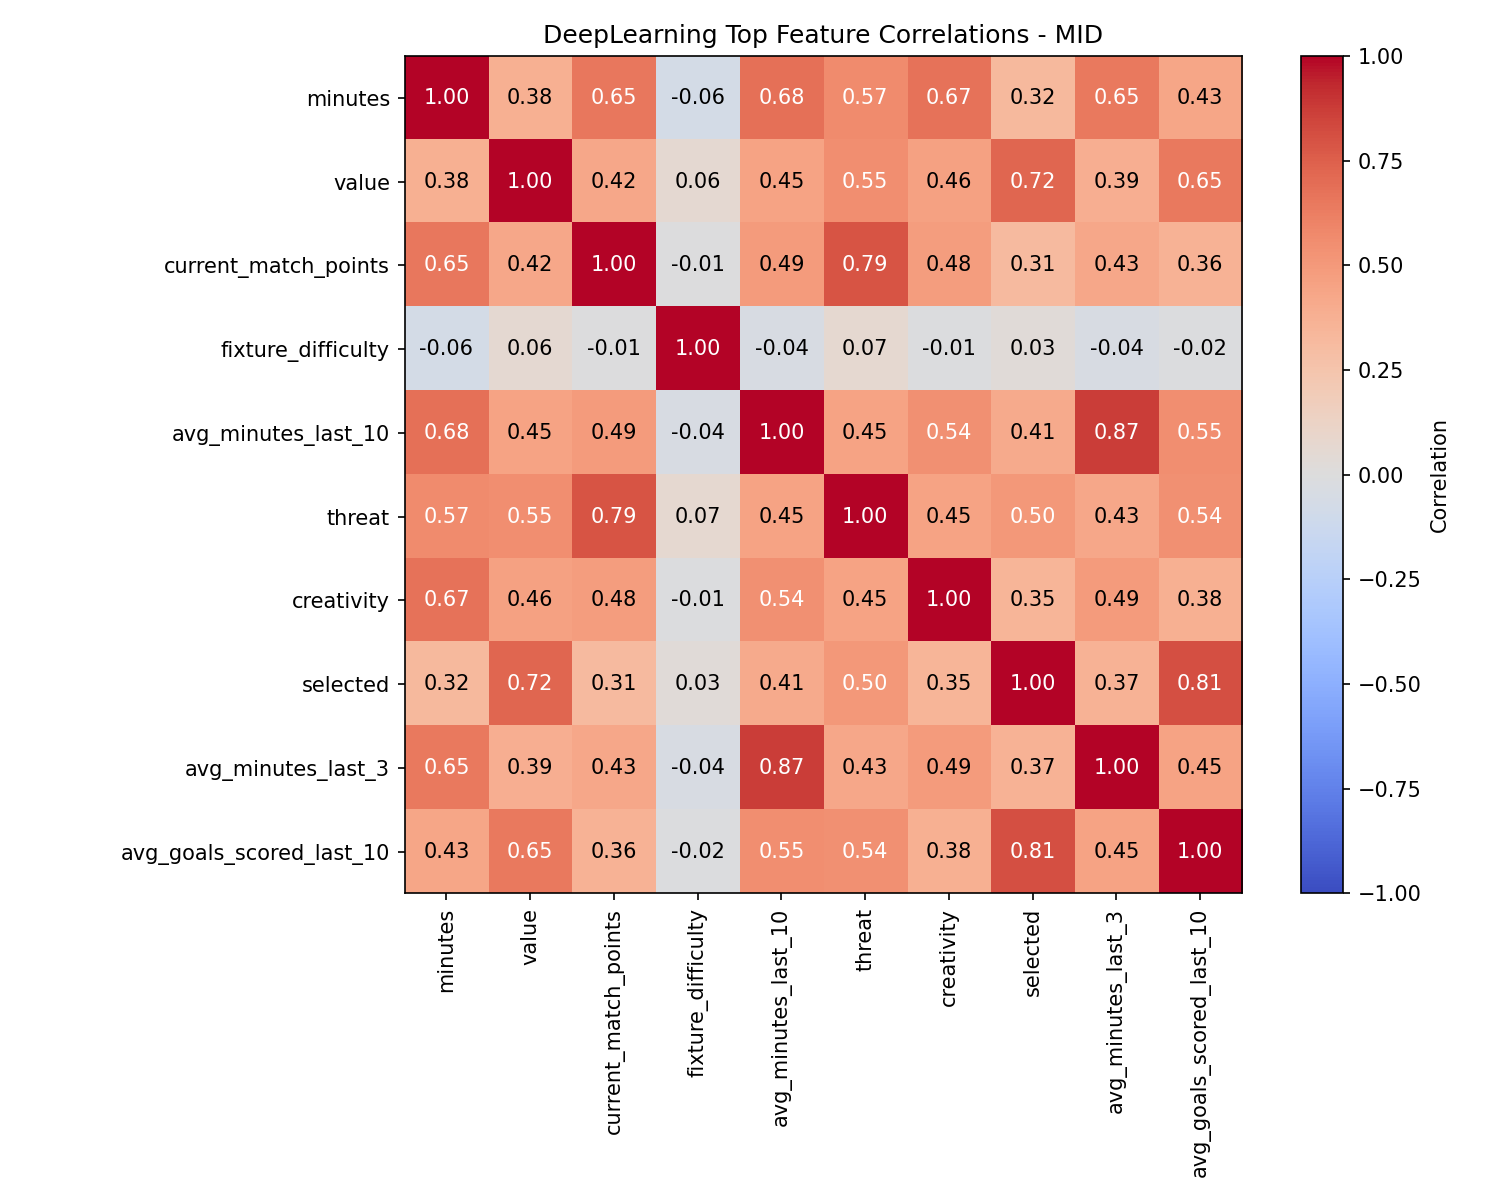 DeepLearning Top Feature Correlations - MID
minutes 1.00 0.38 0.65 -0.06 0.68 0.57 0.67 0.32 0.65 0.43
value 0.38 1.00 0.42 0.06 0.45 0.55 0.46 0.72 0.39 0.65
current_match_points 0.65 0.42 1.00 -0.01 0.49 0.79 0.48 0.31 0.43 0.36
fixture_difficulty -0.06 0.06 -0.01 1.00 -0.04 0.07 -0.01 0.03 -0.04 -0.02
avg_minutes_last_10 0.68 0.45 0.49 -0.04 1.00 0.45 0.54 0.41 0.87 0.55
threat 0.57 0.55 0.79 0.07 0.45 1.00 0.45 0.50 0.43 0.54
creativity 0.67 0.46 0.48 -0.01 0.54 0.45 1.00 0.35 0.49 0.38
selected 0.32 0.72 0.31 0.03 0.41 0.50 0.35 1.00 0.37 0.81
avg_minutes_last_3 0.65 0.39 0.43 -0.04 0.87 0.43 0.49 0.37 1.00 0.45
avg_goals_scored_last_10 0.43 0.65 0.36 -0.02 0.55 0.54 0.38 0.81 0.45 1.00
minutes
value
current_match_points
fixture_difficulty
avg_minutes_last_10
threat
creativity
selected
avg_minutes_last_3
avg_goals_scored_last_10
1.00
0.75
0.50
0.25
0.00
−0.25
−0.50
−0.75
−1.00
Correlation